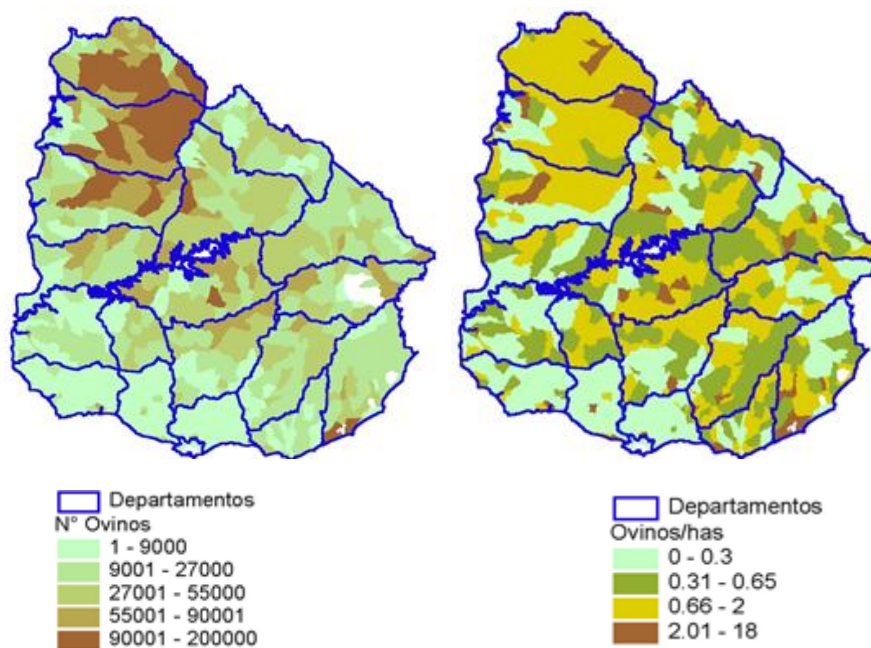 Departamentos
N° Ovinos
1 - 9000
9001 - 27000
27001 - 55000
55001 - 90001
90001 - 200000
Departamentos
Ovinos/has
0 - 0.3
0.31 - 0.65
0.66 - 2
2.01 - 18